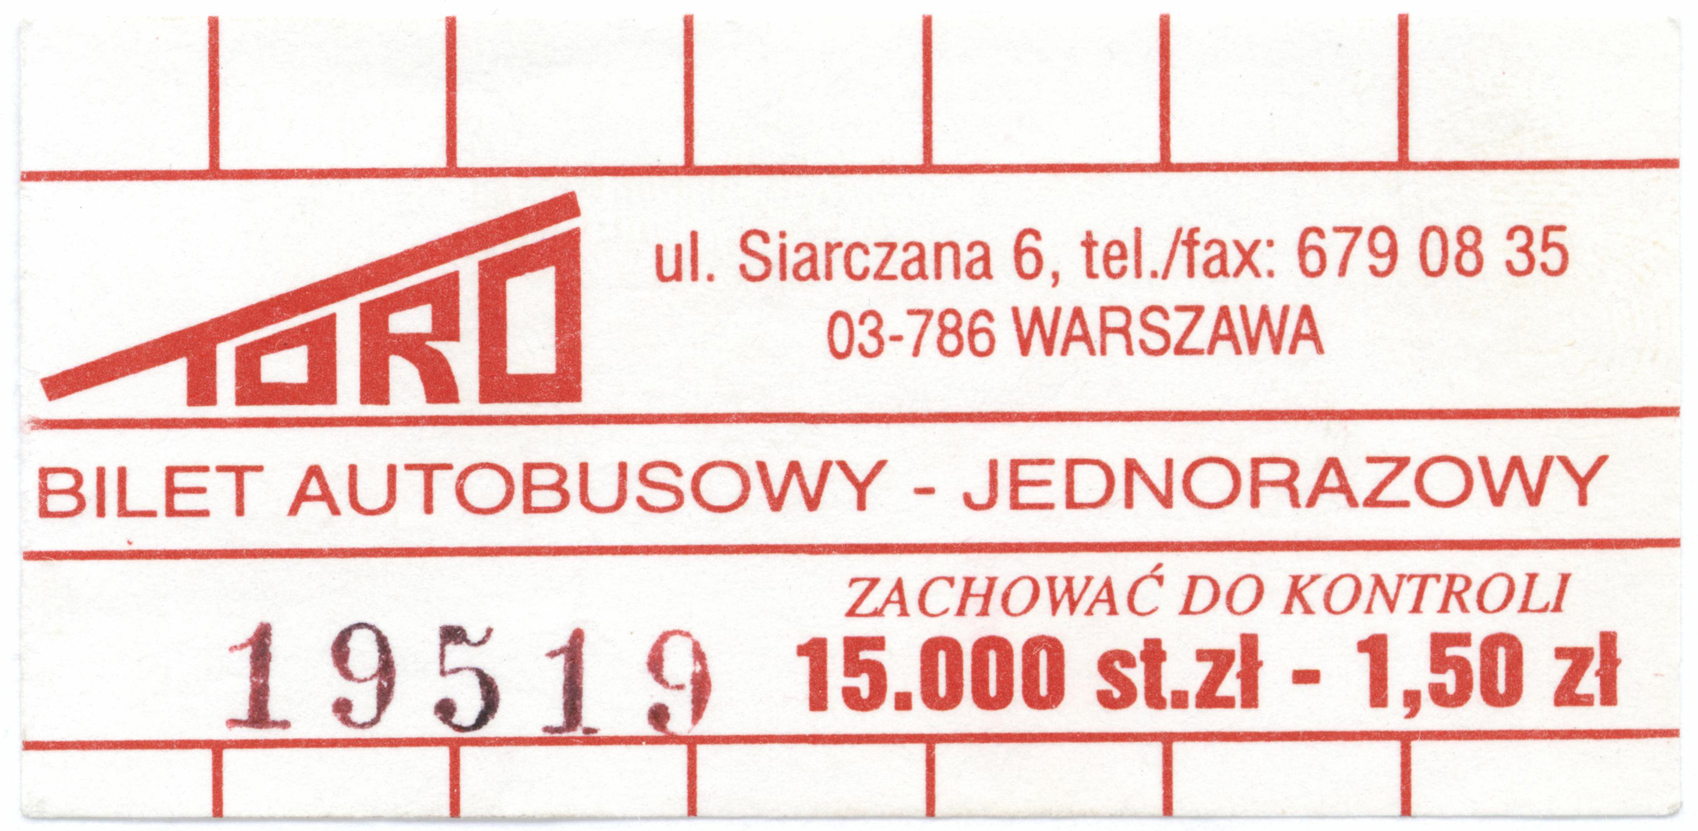 TORO
ul. Siarczana 6, tel./fax: 679 08 35
03-786 WARSZAWA
BILET AUTOBUSOWY - JEDNORAZOWY
ZACHOWAĆ DO KONTROLI
19519
15.000 st.zł - 1,50 zł